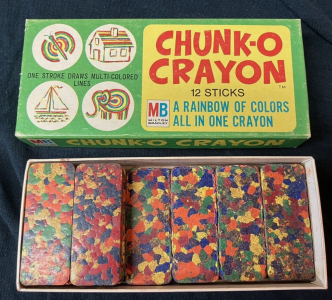 CHUNK-O
CRAYON
TM
12 STICKS
ONE STROKE DRAWS MULTI-COLORED
LINES
MB
MILTON
BRADLEY
A RAINBOW OF COLORS
ALL IN ONE CRAYON
CHUNK-O CRAYON